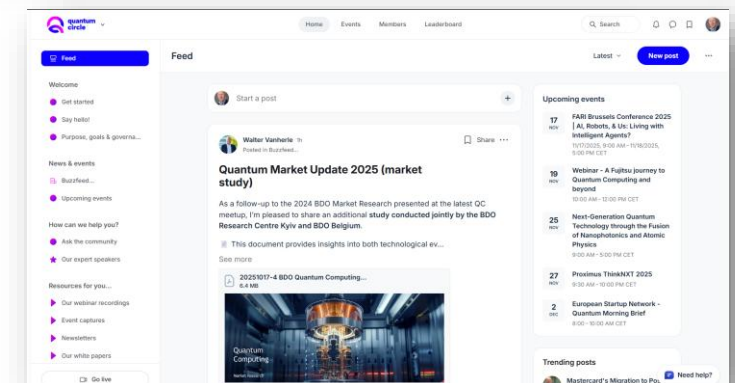 quantum
circle
Home
Events
Members
Leaderboard
Search
Feed
Feed
Latest
New post
Welcome
Get started
Say hello!
Purpose, goals & governa...
News & events
Buzzfeed...
Upcoming events
How can we help you?
Ask the community
Our expert speakers
Resources for you...
Our webinar recordings
Event captures
Newsletters
Our white papers
Go live
Start a post
Walter Vanherle 1h
Posted in Buzzfeed...
Share
Quantum Market Update 2025 (market
study)
As a follow-up to the 2024 BDO Market Research presented at the latest QC
meetup, I'm pleased to share an additional study conducted jointly by the BDO
Research Centre Kyiv and BDO Belgium.
This document provides insights into both technological ev...
See more
20251017-4 BDO Quantum Computing...
6.4 MB
Quantum
Computing
Upcoming events
17
NOV
FARI Brussels Conference 2025
| AI, Robots, & Us: Living with
Intelligent Agents?
11/17/2025, 9:00 AM - 11/18/2025,
5:00 PM CET
19
NOV
Webinar - A Fujitsu journey to
Quantum Computing and
beyond
10:00 AM - 12:00 PM CET
25
NOV
Next-Generation Quantum
Technology through the Fusion
of Nanophotonics and Atomic
Physics
9:00 AM - 5:00 PM CET
27
NOV
Proximus ThinkNXT 2025
9:30 AM - 10:00 PM CET
2
DEC
European Startup Network -
Quantum Morning Brief
8:00 - 10:00 AM CET
Trending posts
Mastercard's Migration to
Need help?